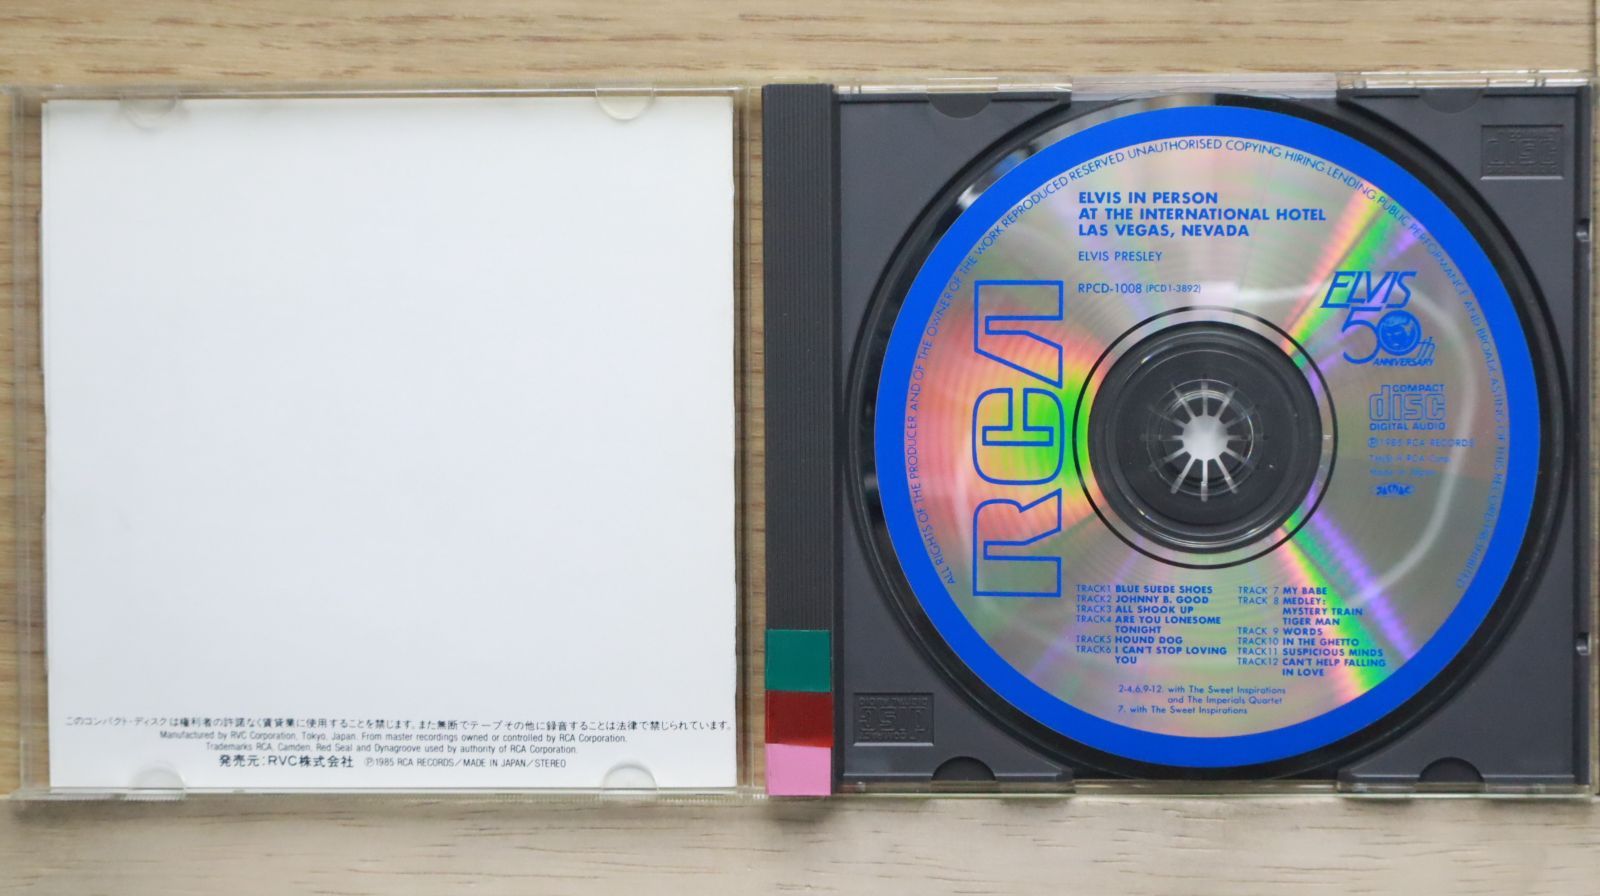 このコンパクト・ディスクは権利者の許諾なく賃貸業に使用することを禁じます。また無断でテープその他に録音することは法律で禁じられています。
Manufactured by RVC Corporation, Tokyo, Japan. From master recordings owned or controlled by RCA Corporation.
Trademarks RCA, Camden, Red Seal and Dynagroove used by authority of RCA Corporation.
発売元:RVC株式会社 Ⓟ1985 RCA RECORDS/MADE IN JAPAN/STEREO
ALL RIGHTS OF THE PRODUCER AND OF THE OWNER OF THE WORK REPRODUCED RESERVED UNAUTHORISED COPYING HIRING LENDING PUBLIC PERFORMANCE AND BROADCASTING OF THIS RECORD PROHIBITED
ELVIS IN PERSON
AT THE INTERNATIONAL HOTEL
LAS VEGAS, NEVADA
ELVIS PRESLEY
RPCD-1008 (PCD1-3892)
RCA
ELVIS
50th
ANNIVERSARY
COMPACT
disc
DIGITAL AUDIO
Ⓟ1985 RCA RECORDS
RCA Corp.
Made in Japan
TRACK1 BLUE SUEDE SHOES
TRACK2 JOHNNY B. GOOD
TRACK3 ALL SHOOK UP
TRACK4 ARE YOU LONESOME
TONIGHT
TRACK5 HOUND DOG
TRACK6 I CAN'T STOP LOVING
YOU
TRACK 7 MY BABE
TRACK 8 MEDLEY:
MYSTERY TRAIN
TIGER MAN
TRACK 9 WORDS
TRACK10 IN THE GHETTO
TRACK11 SUSPICIOUS MINDS
TRACK12 CAN'T HELP FALLING
IN LOVE
2-4,6,9-12. with The Sweet Inspirations
and The Imperials Quartet
7. with The Sweet Inspirations